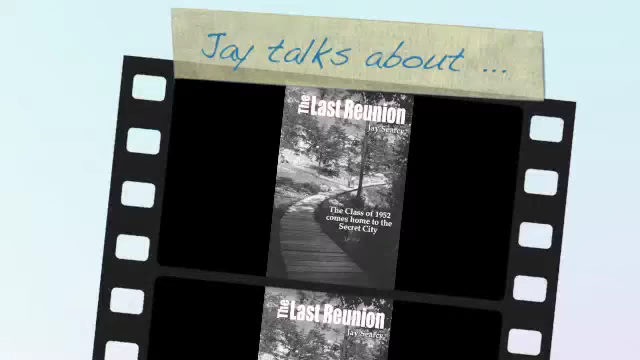 Jay talks about ...
The Last Reunion
Jay Searcy
The Class of 1952
comes home to the
Secret City
The Last Reunion
Jay Searcy